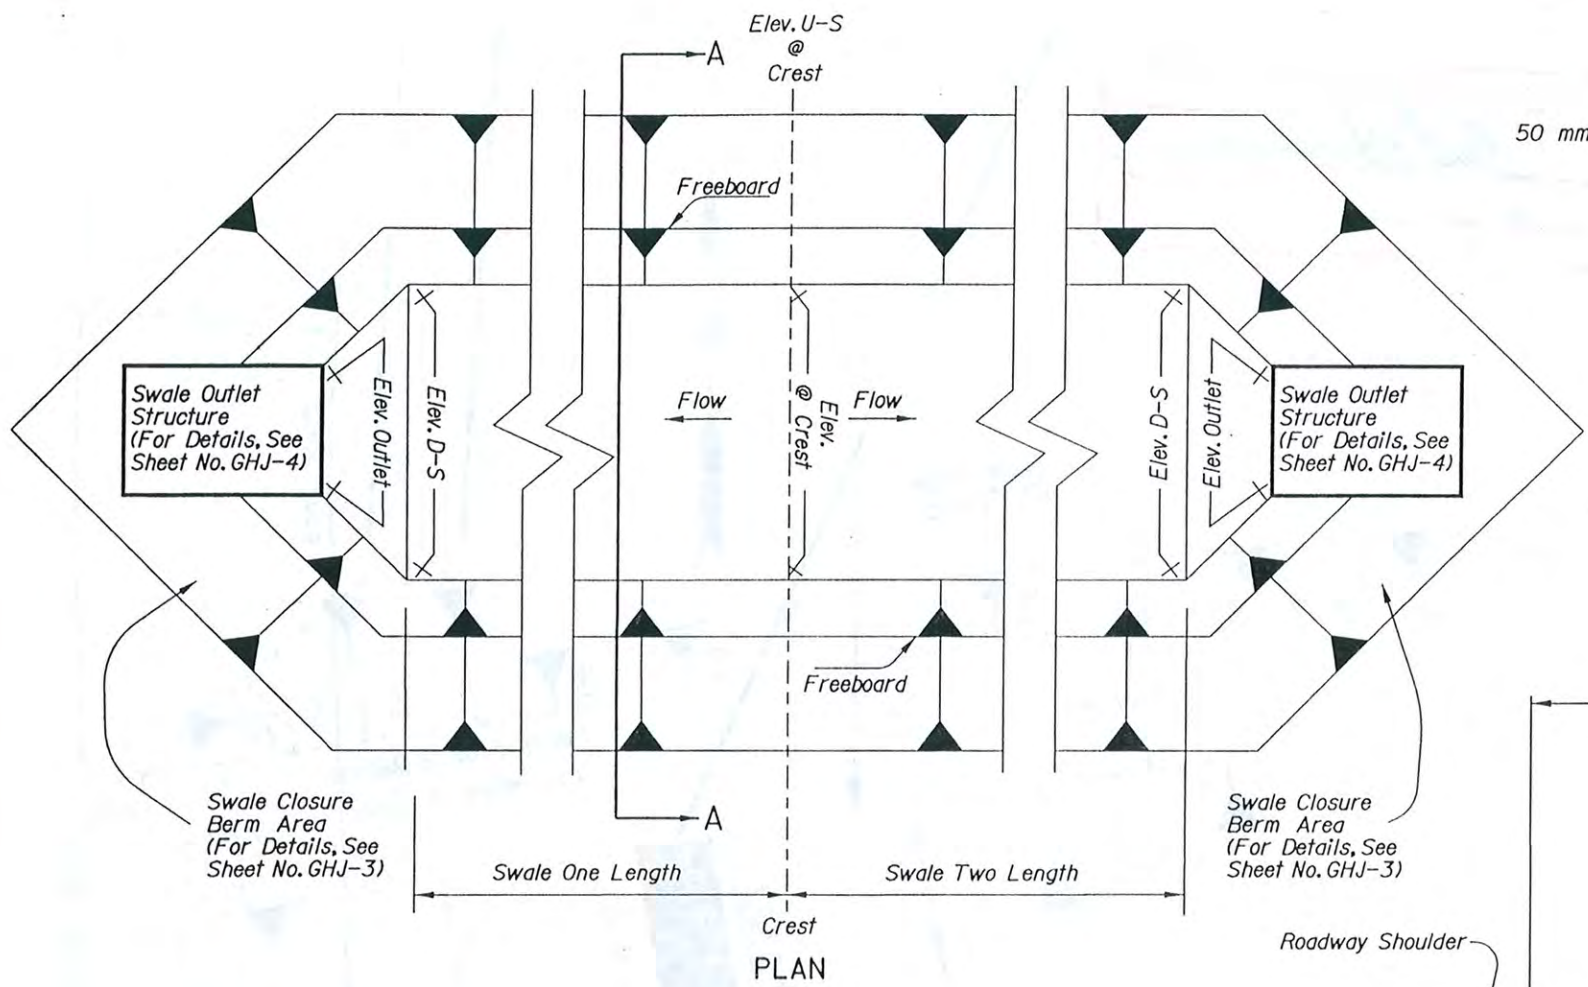 Elev. U-S
@
Crest
A
50 mm
Freeboard
Swale Outlet
Structure
(For Details, See
Sheet No. GHJ-4)
Elev. Outlet
Elev. D-S
Flow
Elev.
@ Crest
Flow
Elev. D-S
Elev. Outlet
Swale Outlet
Structure
(For Details, See
Sheet No. GHJ-4)
Freeboard
Swale Closure
Berm Area
(For Details, See
Sheet No. GHJ-3)
A
Swale Closure
Berm Area
(For Details, See
Sheet No. GHJ-3)
Swale One Length
Swale Two Length
Crest
PLAN
Roadway Shoulder